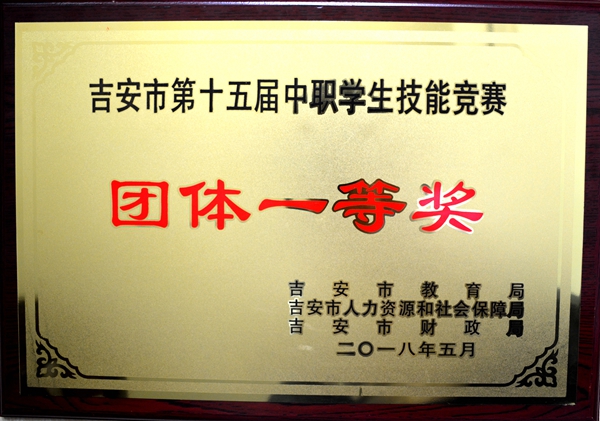 吉安市第十五届中职学生技能竞赛
团体一等奖
吉安市教育局
吉安市人力资源和社会保障局
吉安市财政局
二〇一八年五月